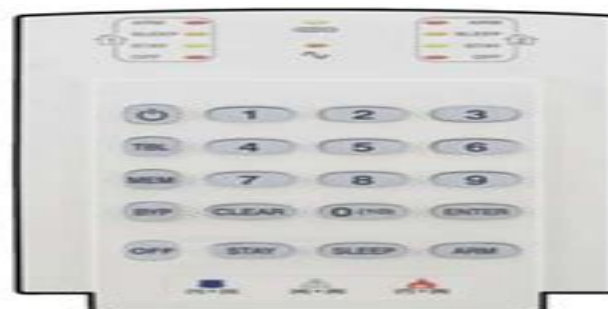 ARM ARM
SLEEP SLEEP
STAY STAY
OFF OFF
1 2 3
TBL 4 5 6
MEM 7 8 9
BYP CLEAR 0 ENTER
OFF STAY SLEEP ARM